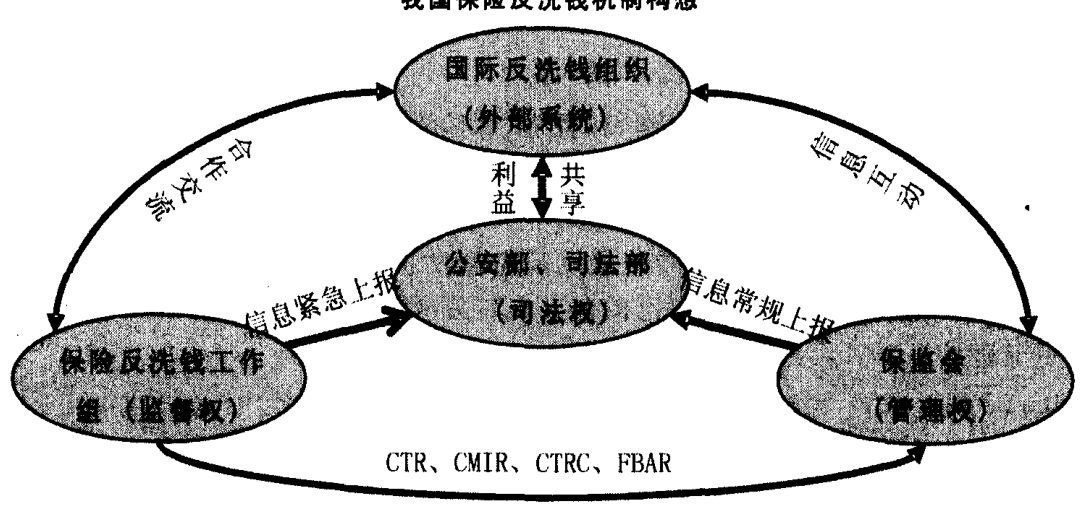 我国保险反洗钱机制构想
国际反洗钱组织
(外部系统)
合作交流
信息互动
利益
共享
公安部、司法部
(司法权)
信息紧急上报
信息常规上报
保险反洗钱工作
组(监督权)
保监会
(管理权)
CTR、CMIR、CTRC、FBAR